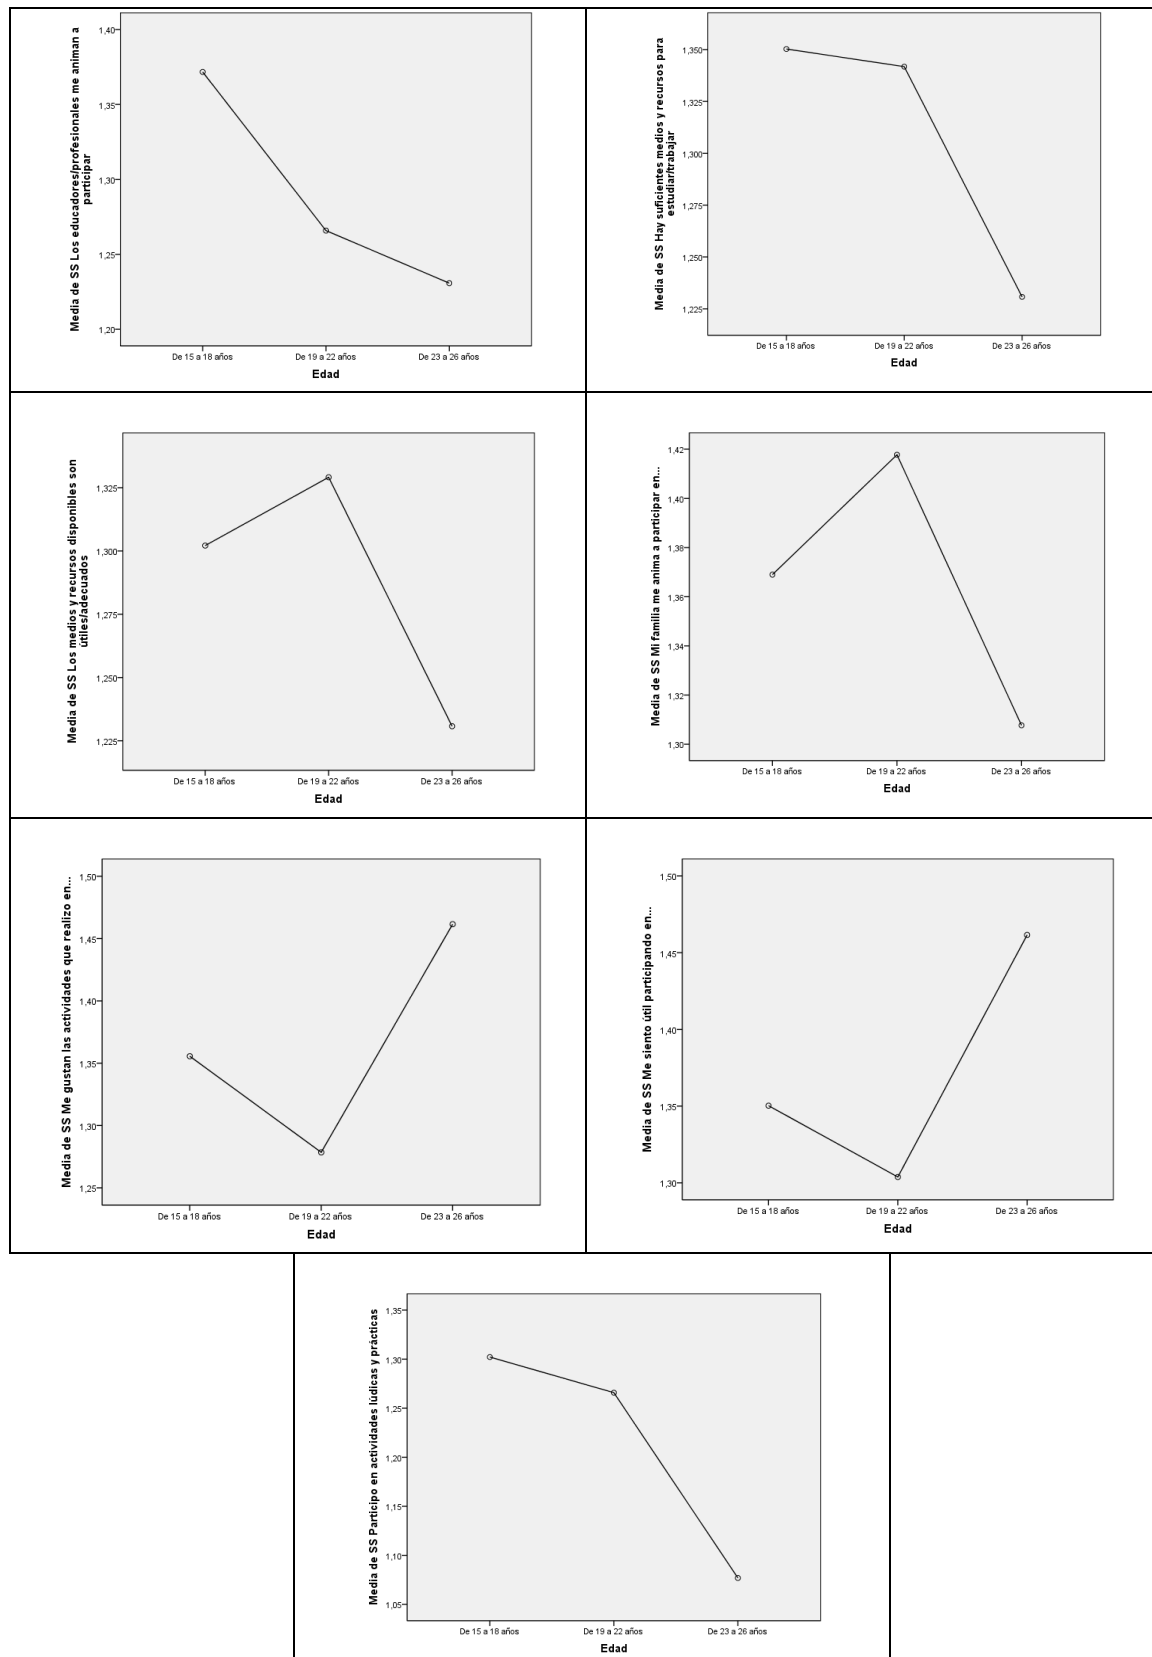 Media de SS Los educadores/profesionales me animan a
participar
1,40
1,35
1,30
1,25
1,20
De 15 a 18 años
De 19 a 22 años
De 23 a 26 años
Edad
Media de SS Hay suficientes medios y recursos para
estudiar/trabajar
1,350
1,325
1,300
1,275
1,250
1,225
De 15 a 18 años
De 19 a 22 años
De 23 a 26 años
Edad
Media de SS Los medios y recursos disponibles son
útiles/adecuados
1,325
1,300
1,275
1,250
1,225
De 15 a 18 años
De 19 a 22 años
De 23 a 26 años
Edad
Media de SS Mi familia me anima a participar en...
1,42
1,40
1,38
1,36
1,34
1,32
1,30
De 15 a 18 años
De 19 a 22 años
De 23 a 26 años
Edad
Media de SS Me gustan las actividades que realizo en...
1,50
1,45
1,40
1,35
1,30
1,25
De 15 a 18 años
De 19 a 22 años
De 23 a 26 años
Edad
Media de SS Me siento útil participando en...
1,50
1,45
1,40
1,35
1,30
De 15 a 18 años
De 19 a 22 años
De 23 a 26 años
Edad
Media de SS Participo en actividades lúdicas y prácticas
1,35
1,30
1,25
1,20
1,15
1,10
1,05
De 15 a 18 años
De 19 a 22 años
De 23 a 26 años
Edad